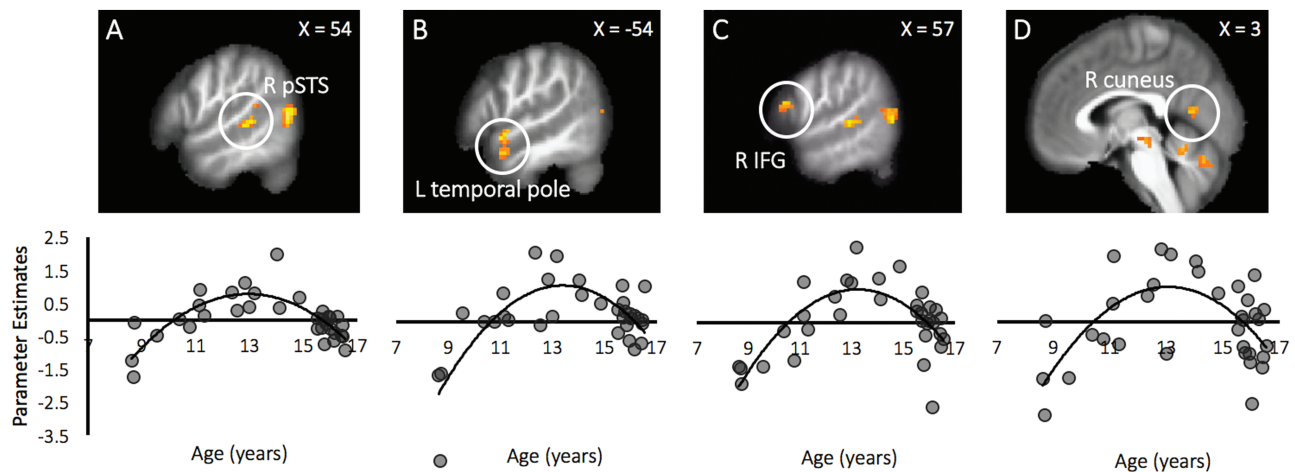 A X = 54
R pSTS
B X = -54
L temporal pole
C X = 57
R IFG
D X = 3
R cuneus
Parameter Estimates
2.5
1.5
0.5
-0.5
-1.5
-2.5
-3.5
7 9 11 13 15 17
Age (years)
7 9 11 13 15 17
Age (years)
7 9 11 13 15 17
Age (years)
7 9 11 13 15 17
Age (years)